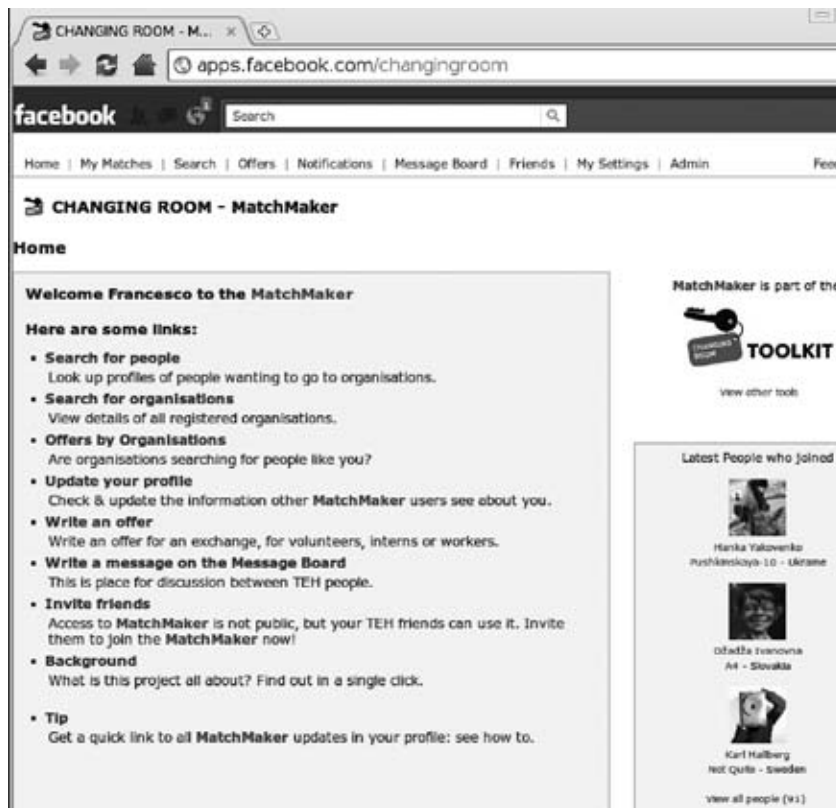 CHANGING ROOM - M...
apps.facebook.com/changingroom
facebook
Search
Home | My Matches | Search | Offers | Notifications | Message Board | Friends | My Settings | Admin
Feed
CHANGING ROOM - MatchMaker
Home
Welcome Francesco to the MatchMaker
Here are some links:
• Search for people
Look up profiles of people wanting to go to organisations.
• Search for organisations
View details of all registered organisations.
• Offers by Organisations
Are organisations searching for people like you?
• Update your profile
Check & update the information other MatchMaker users see about you.
• Write an offer
Write an offer for an exchange, for volunteers, interns or workers.
• Write a message on the Message Board
This is place for discussion between TEH people.
• Invite friends
Access to MatchMaker is not public, but your TEH friends can use it. Invite
them to join the MatchMaker now!
• Background
What is this project all about? Find out in a single click.
• Tip
Get a quick link to all MatchMaker updates in your profile: see how to.
MatchMaker is part of the
CHANGING ROOM
TOOLKIT
View other tools
Latest People who joined
Hanka Yakovenko
Pushkinskaya-10 - Ukraine
Džadža Ivanovna
A4 - Slovakia
Karl Hallberg
Not Quite - Sweden
View all people (91)